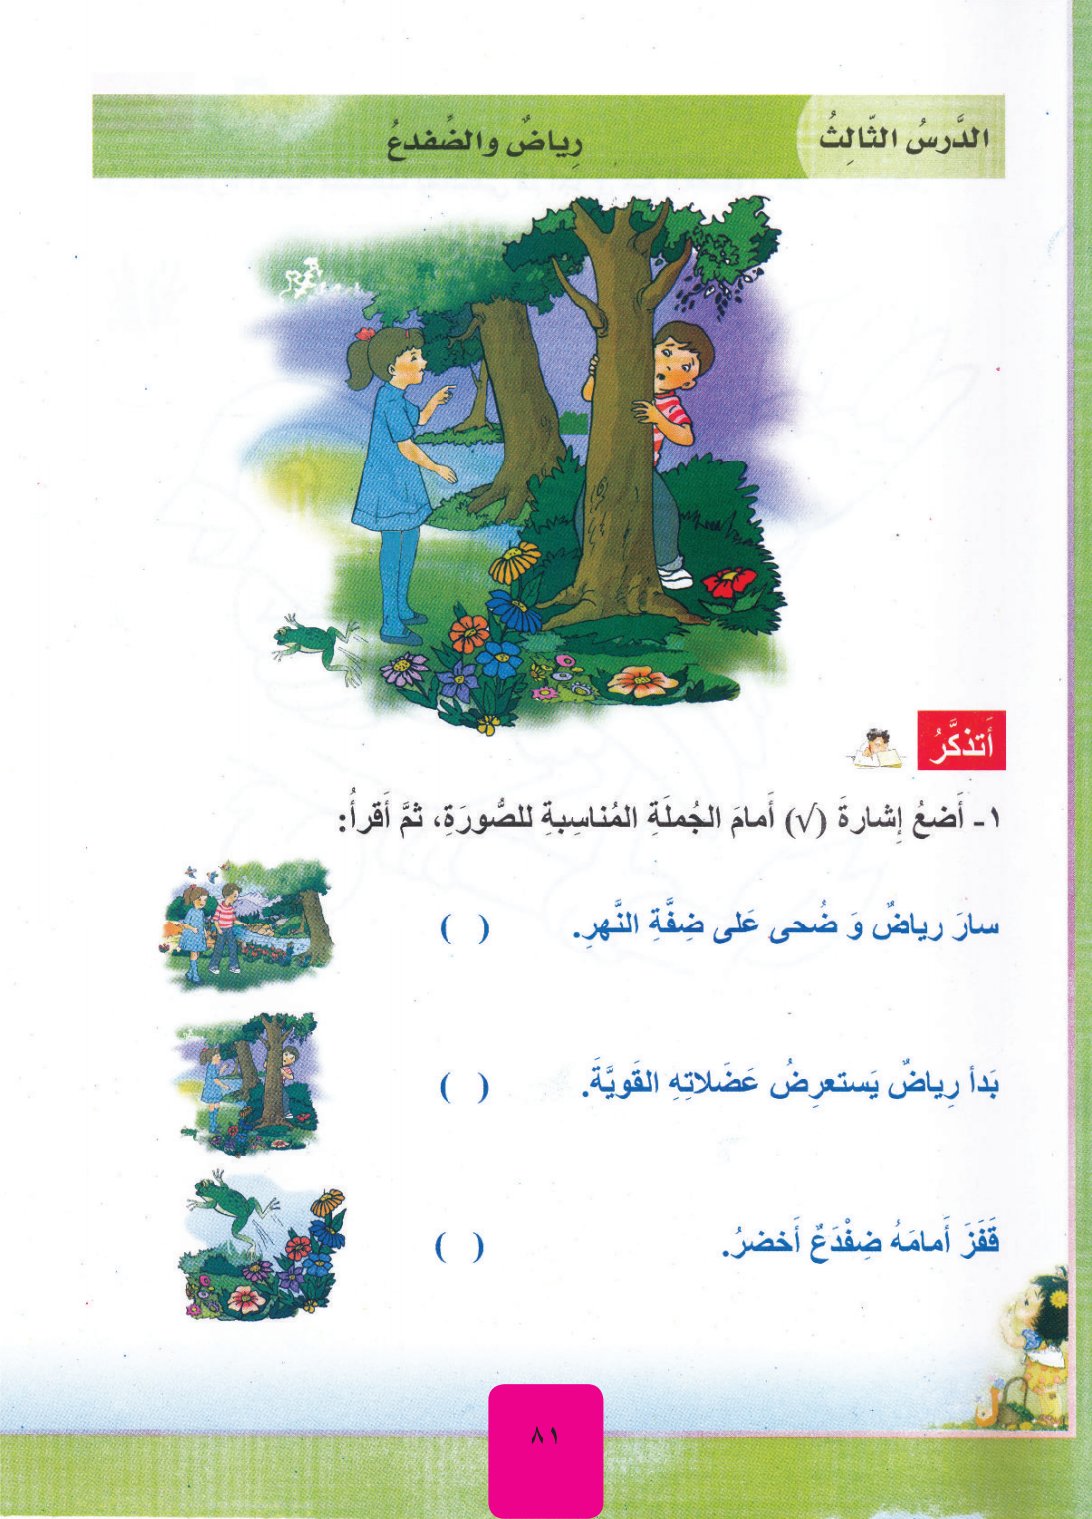 الدَّرسُ الثّالِثُ
رِياضٌ والضِّفدعُ
أَتذكَّرُ
١- أَضعُ إِشارةَ (√) أَمامَ الجُملَةِ المُناسِبةِ للصُّورَةِ، ثمَّ أَقرأُ:
سارَ رياضٌ وَ ضُحى عَلى ضِفَّةِ النَّهرِ. ( )
بَدأ رِياضٌ يَستعرِضُ عَضَلاتِهِ القَويَّةَ. ( )
قَفَزَ أَمامَهُ ضِفْدَعٌ أَخضرُ. ( )
٨١